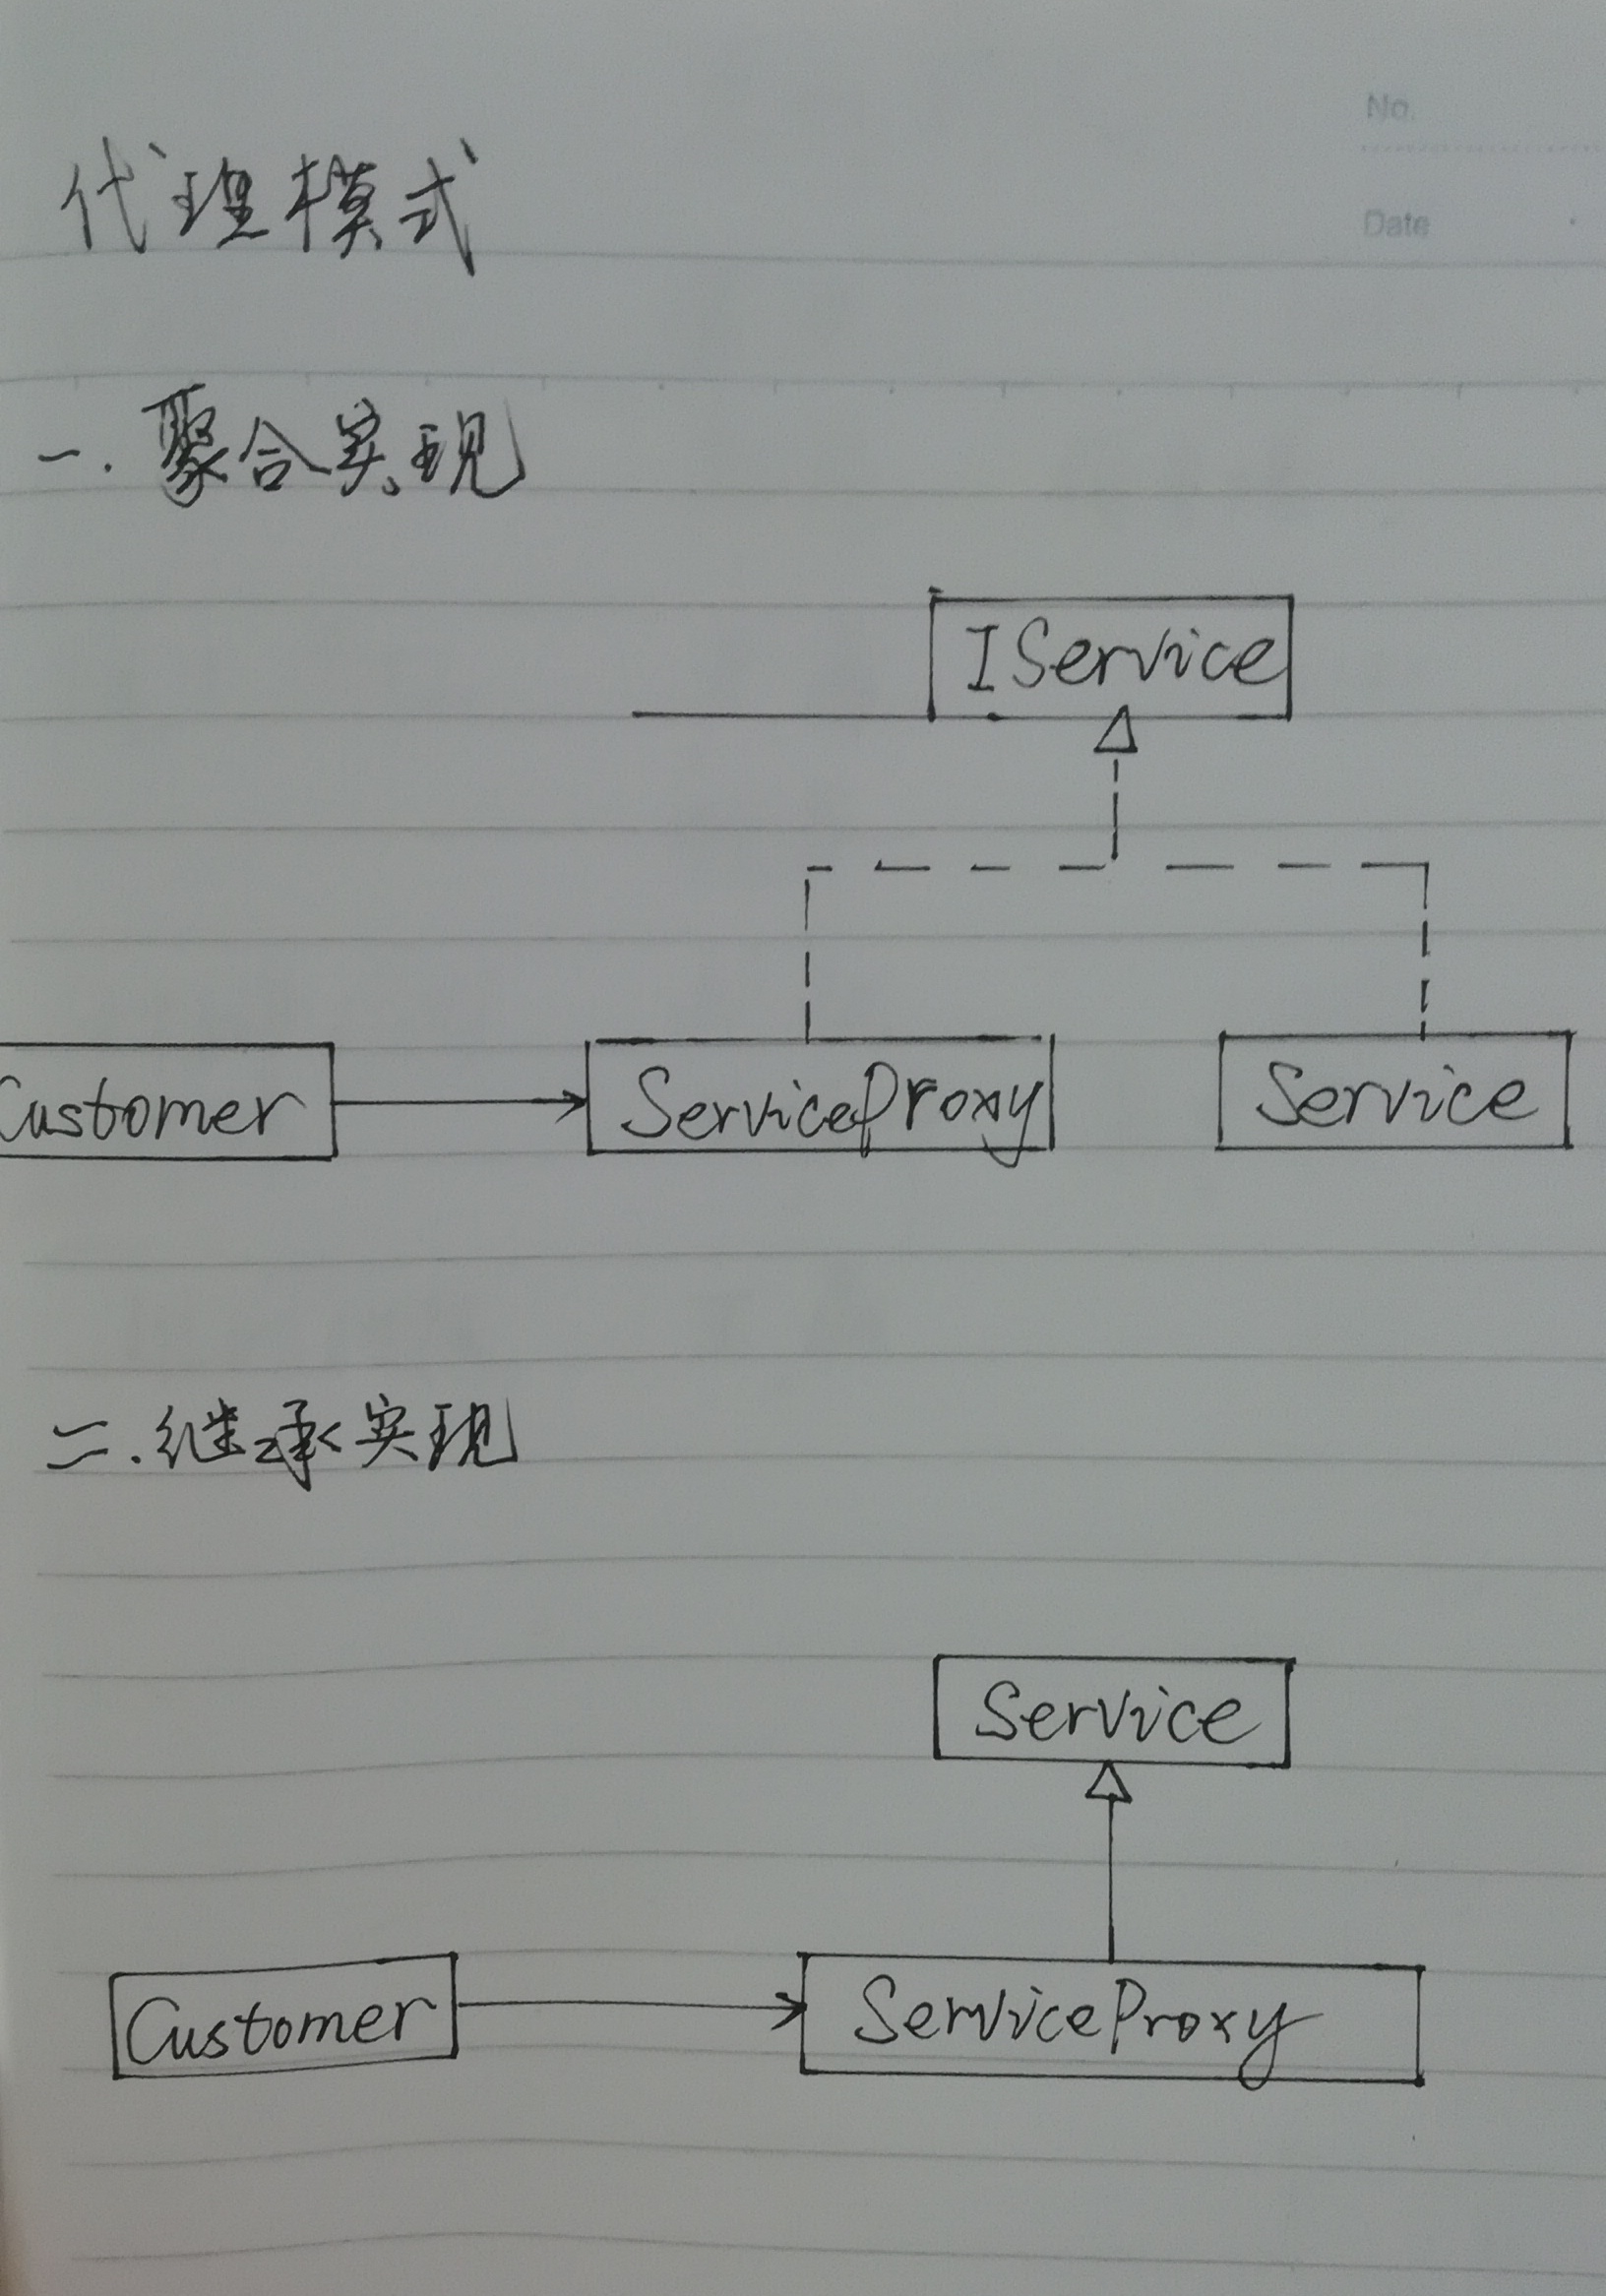 No.
Date
代理模式
一.聚合实现
IService
Customer
ServiceProxy
Service
二.继承实现
Service
Customer
ServiceProxy